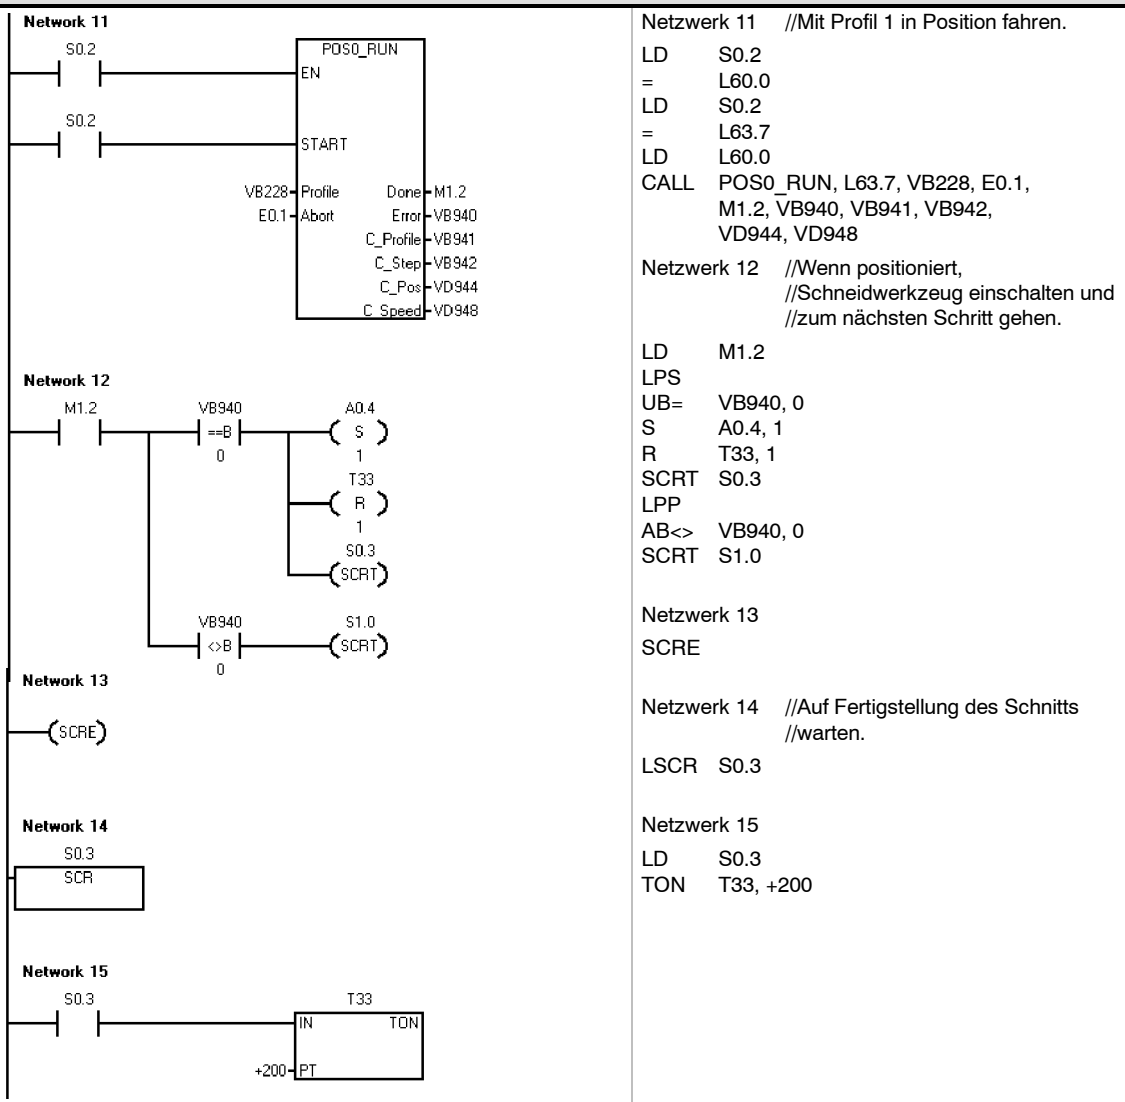 Network 11
S0.2
POS0_RUN
EN
S0.2
START
VB228 Profile Done M1.2
E0.1 Abort Error VB940
C_Profile VB941
C_Step VB942
C_Pos VD944
C_Speed VD948
Network 12
M1.2 VB940 A0.4
==B S
0 1
T33
R
1
S0.3
SCRT
VB940 S1.0
<>B SCRT
0
Network 13
SCRE
Network 14
S0.3
SCR
Network 15
S0.3 T33
IN TON
+200 PT
Netzwerk 11 //Mit Profil 1 in Position fahren.
LD S0.2
= L60.0
LD S0.2
= L63.7
LD L60.0
CALL POS0_RUN, L63.7, VB228, E0.1,
M1.2, VB940, VB941, VB942,
VD944, VD948
Netzwerk 12 //Wenn positioniert,
//Schneidwerkzeug einschalten und
//zum nächsten Schritt gehen.
LD M1.2
LPS
UB= VB940, 0
S A0.4, 1
R T33, 1
SCRT S0.3
LPP
AB<> VB940, 0
SCRT S1.0
Netzwerk 13
SCRE
Netzwerk 14 //Auf Fertigstellung des Schnitts
//warten.
LSCR S0.3
Netzwerk 15
LD S0.3
TON T33, +200